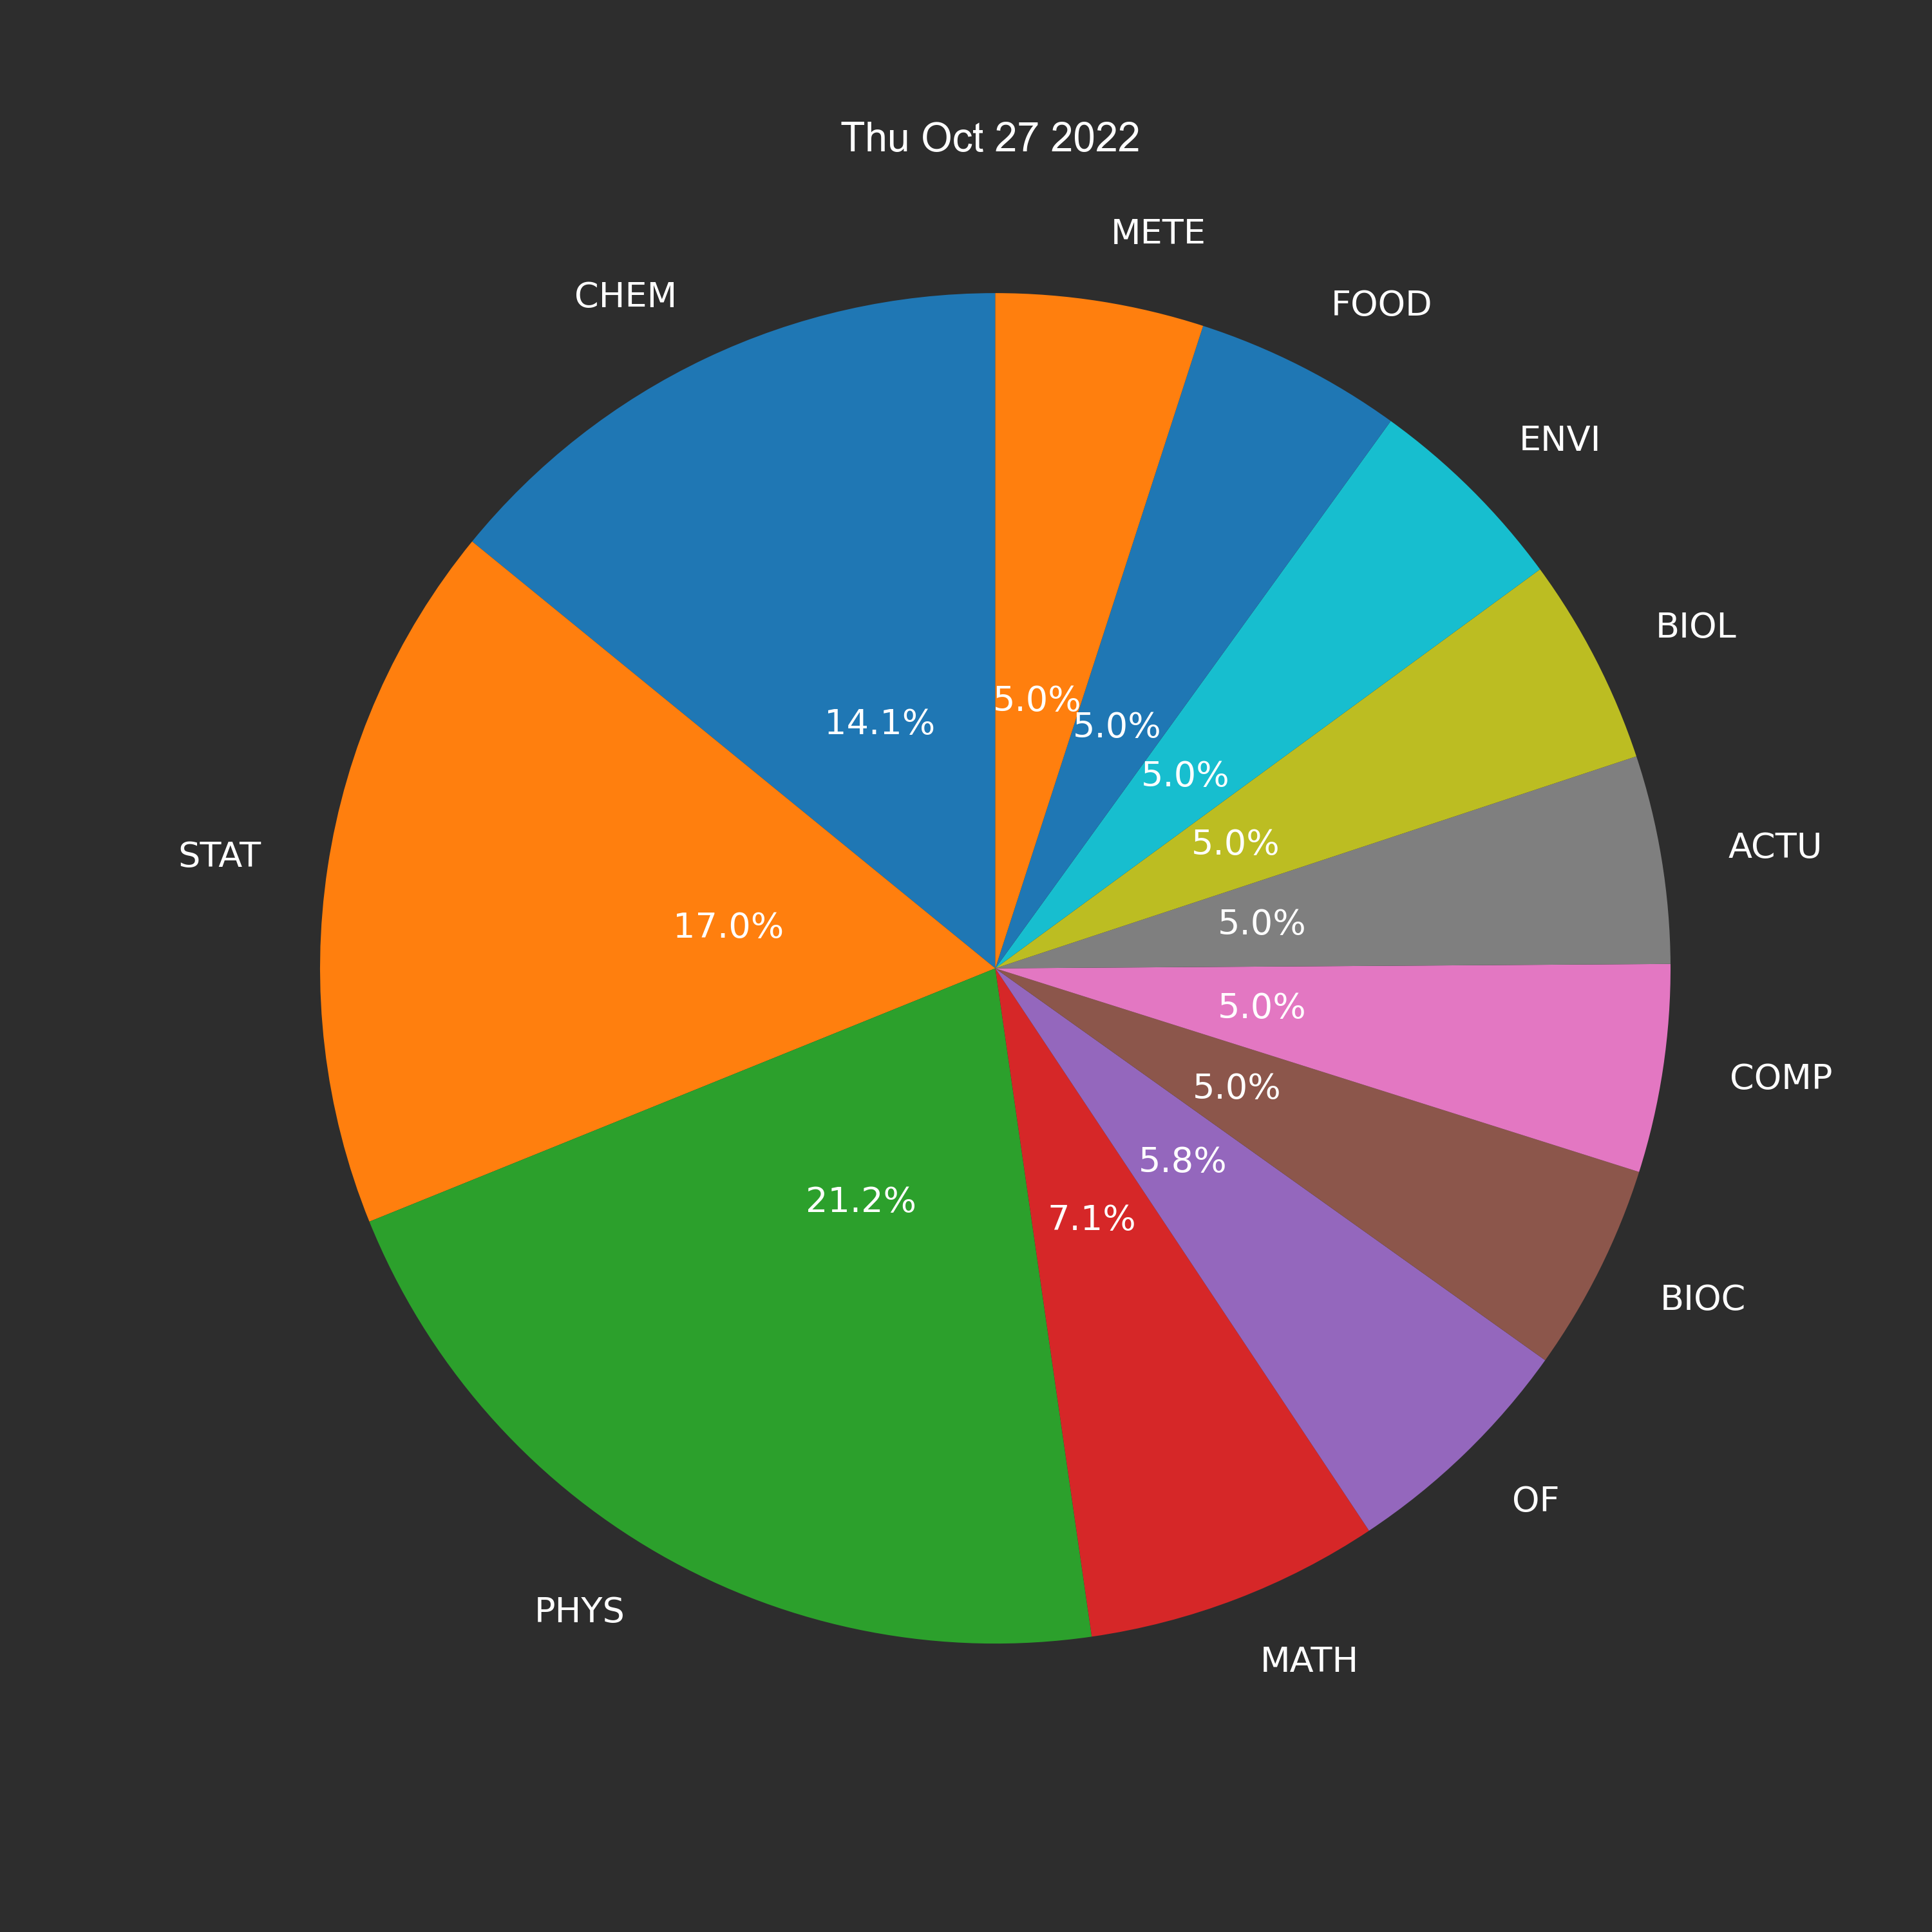 Thu Oct 27 2022
METE
CHEM
FOOD
ENVI
BIOL
5.0%
14.1%
5.0%
5.0%
5.0%
STAT
ACTU
17.0%
5.0%
5.0%
COMP
5.0%
5.8%
21.2%
7.1%
BIOC
OF
PHYS
MATH